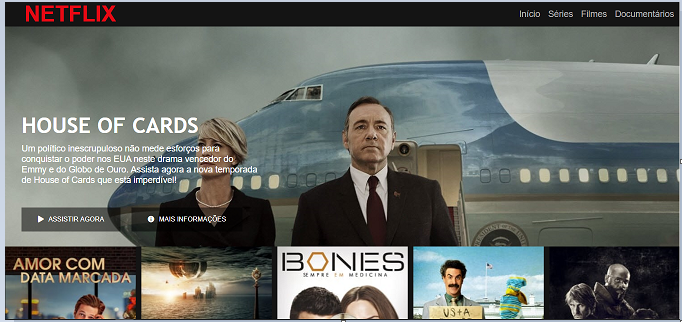 NETFLIX
Início Séries Filmes Documentários
HOUSE OF CARDS
Um político inescrupuloso não mede esforços para
conquistar o poder nos EUA neste drama vencedor do
Emmy e do Globo de Ouro. Assista agora a nova temporada
de House of Cards que está imperdível!
ASSISTIR AGORA
MAIS INFORMAÇÕES
AMOR COM
DATA MARCADA
BONES
SEMPRE EM MEDICINA
US+A